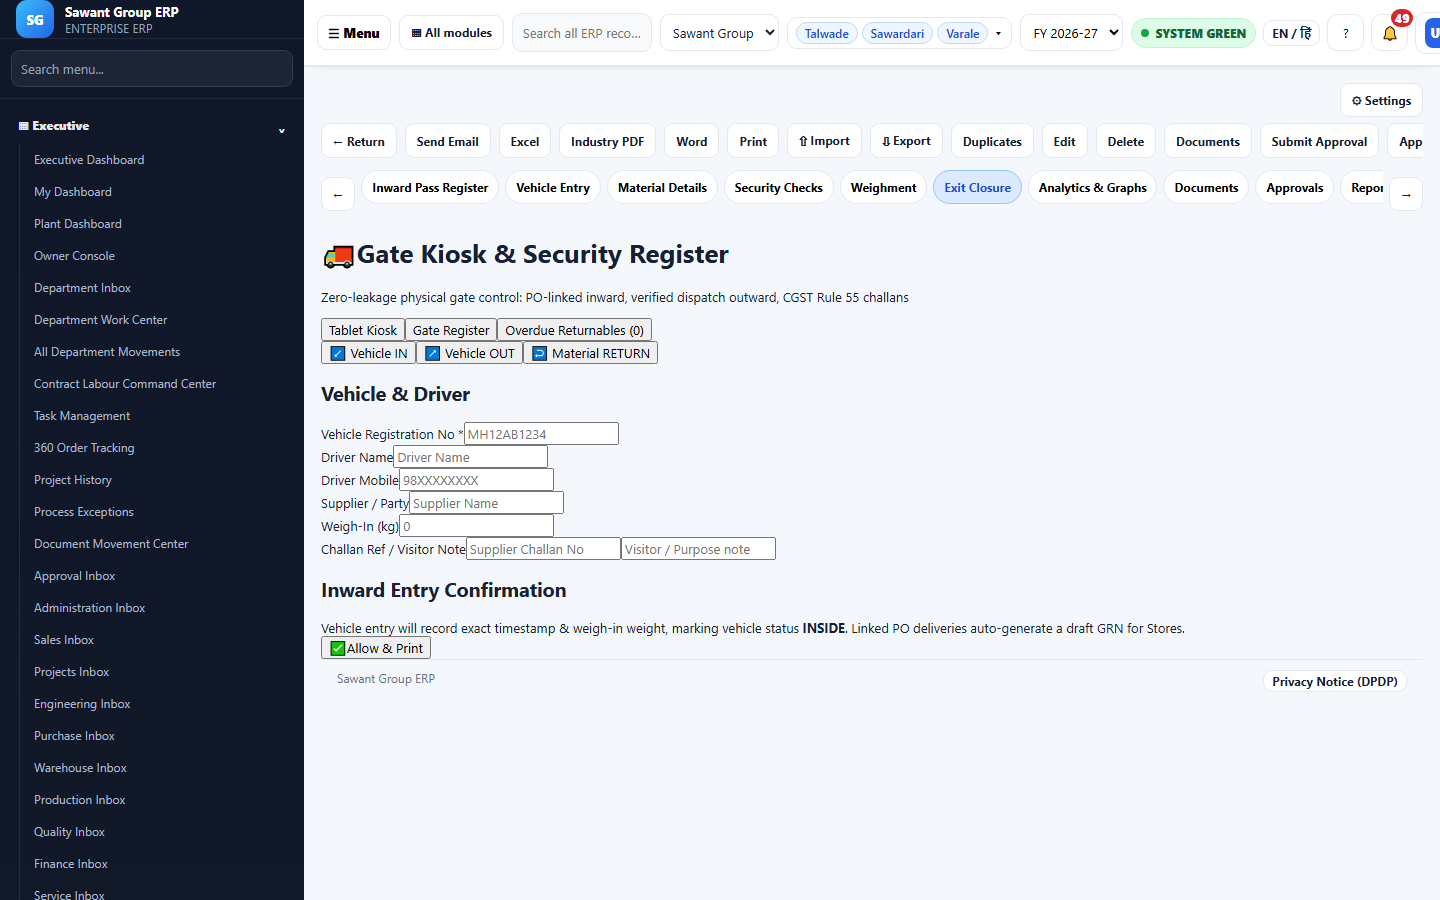 SG
Sawant Group ERP
ENTERPRISE ERP
Search menu...
Executive
Executive Dashboard
My Dashboard
Plant Dashboard
Owner Console
Department Inbox
Department Work Center
All Department Movements
Contract Labour Command Center
Task Management
360 Order Tracking
Project History
Process Exceptions
Document Movement Center
Approval Inbox
Administration Inbox
Sales Inbox
Projects Inbox
Engineering Inbox
Purchase Inbox
Warehouse Inbox
Production Inbox
Quality Inbox
Finance Inbox
Service Inbox
☰ Menu
All modules
Search all ERP reco...
Sawant Group
Talwade Sawardari Varale
FY 2026-27
SYSTEM GREEN
EN / हिं
?
49
U
⚙ Settings
← Return
Send Email
Excel
Industry PDF
Word
Print
⇧ Import
⇩ Export
Duplicates
Edit
Delete
Documents
Submit Approval
App
←
Inward Pass Register
Vehicle Entry
Material Details
Security Checks
Weighment
Exit Closure
Analytics & Graphs
Documents
Approvals
Repor
→
🚚Gate Kiosk & Security Register
Zero-leakage physical gate control: PO-linked inward, verified dispatch outward, CGST Rule 55 challans
Tablet Kiosk Gate Register Overdue Returnables (0)
↙ Vehicle IN ↗ Vehicle OUT ↩ Material RETURN
Vehicle & Driver
Vehicle Registration No * MH12AB1234
Driver Name Driver Name
Driver Mobile 98XXXXXXXX
Supplier / Party Supplier Name
Weigh-In (kg) 0
Challan Ref / Visitor Note Supplier Challan No Visitor / Purpose note
Inward Entry Confirmation
Vehicle entry will record exact timestamp & weigh-in weight, marking vehicle status INSIDE. Linked PO deliveries auto-generate a draft GRN for Stores.
✅Allow & Print
Sawant Group ERP
Privacy Notice (DPDP)